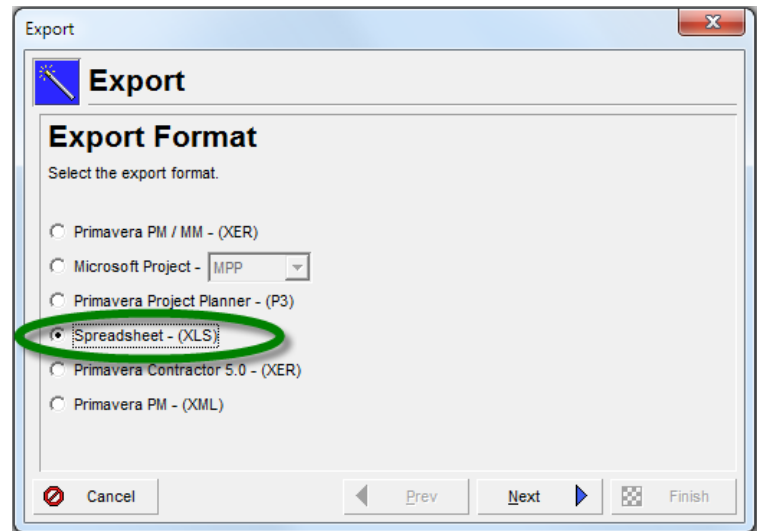 Export
Export
Export Format
Select the export format.
Primavera PM / MM - (XER)
Microsoft Project - MPP
Primavera Project Planner - (P3)
Spreadsheet - (XLS)
Primavera Contractor 5.0 - (XER)
Primavera PM - (XML)
Cancel Prev Next Finish